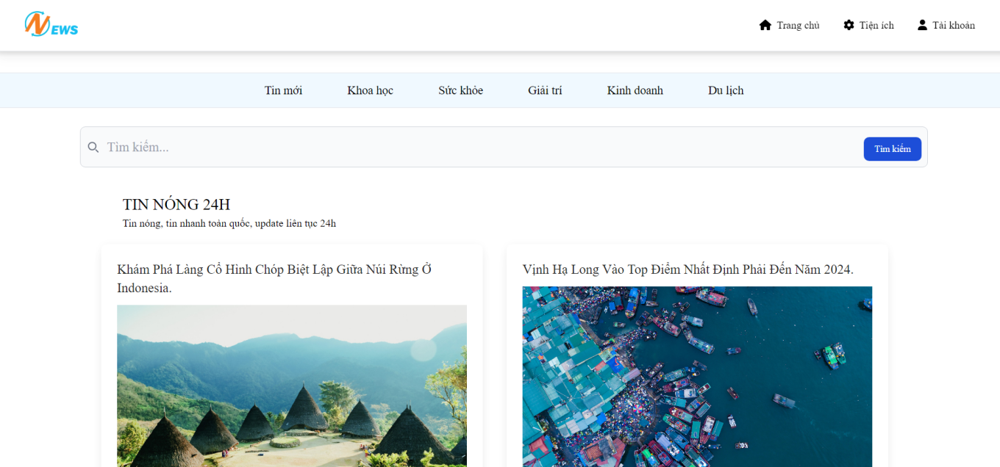 NEWS
Trang chủ
Tiện ích
Tài khoản
Tin mới
Khoa học
Sức khỏe
Giải trí
Kinh doanh
Du lịch
Tìm kiếm...
Tìm kiếm
TIN NÓNG 24H
Tin nóng, tin nhanh toàn quốc, update liên tục 24h
Khám Phá Làng Cổ Hình Chóp Biệt Lập Giữa Núi Rừng Ở
Indonesia.
Vịnh Hạ Long Vào Top Điểm Nhất Định Phải Đến Năm 2024.